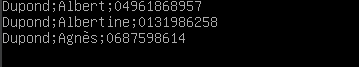 Dupond;Albert;04961868957
Dupond;Albertine;0131986258
Dupond;Agnès;0687598614